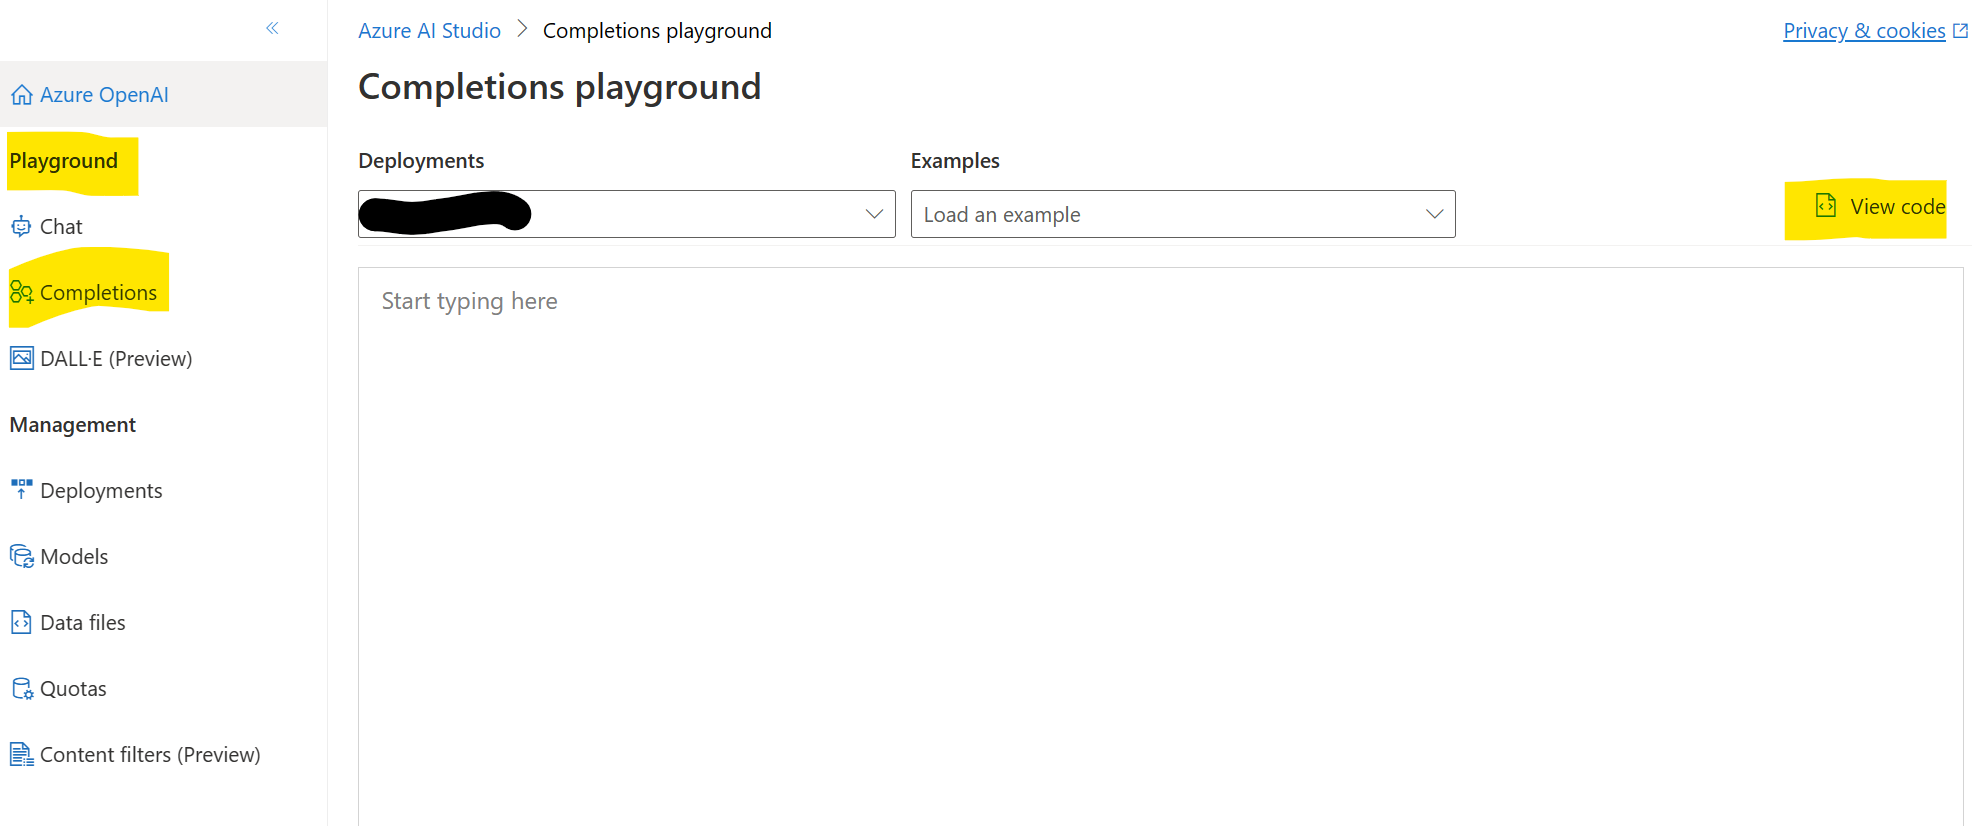 Azure AI Studio > Completions playground
Privacy & cookies
Azure OpenAI
Completions playground
Playground
Deployments
Examples
Load an example
View code
Chat
Completions
Start typing here
DALL·E (Preview)
Management
Deployments
Models
Data files
Quotas
Content filters (Preview)